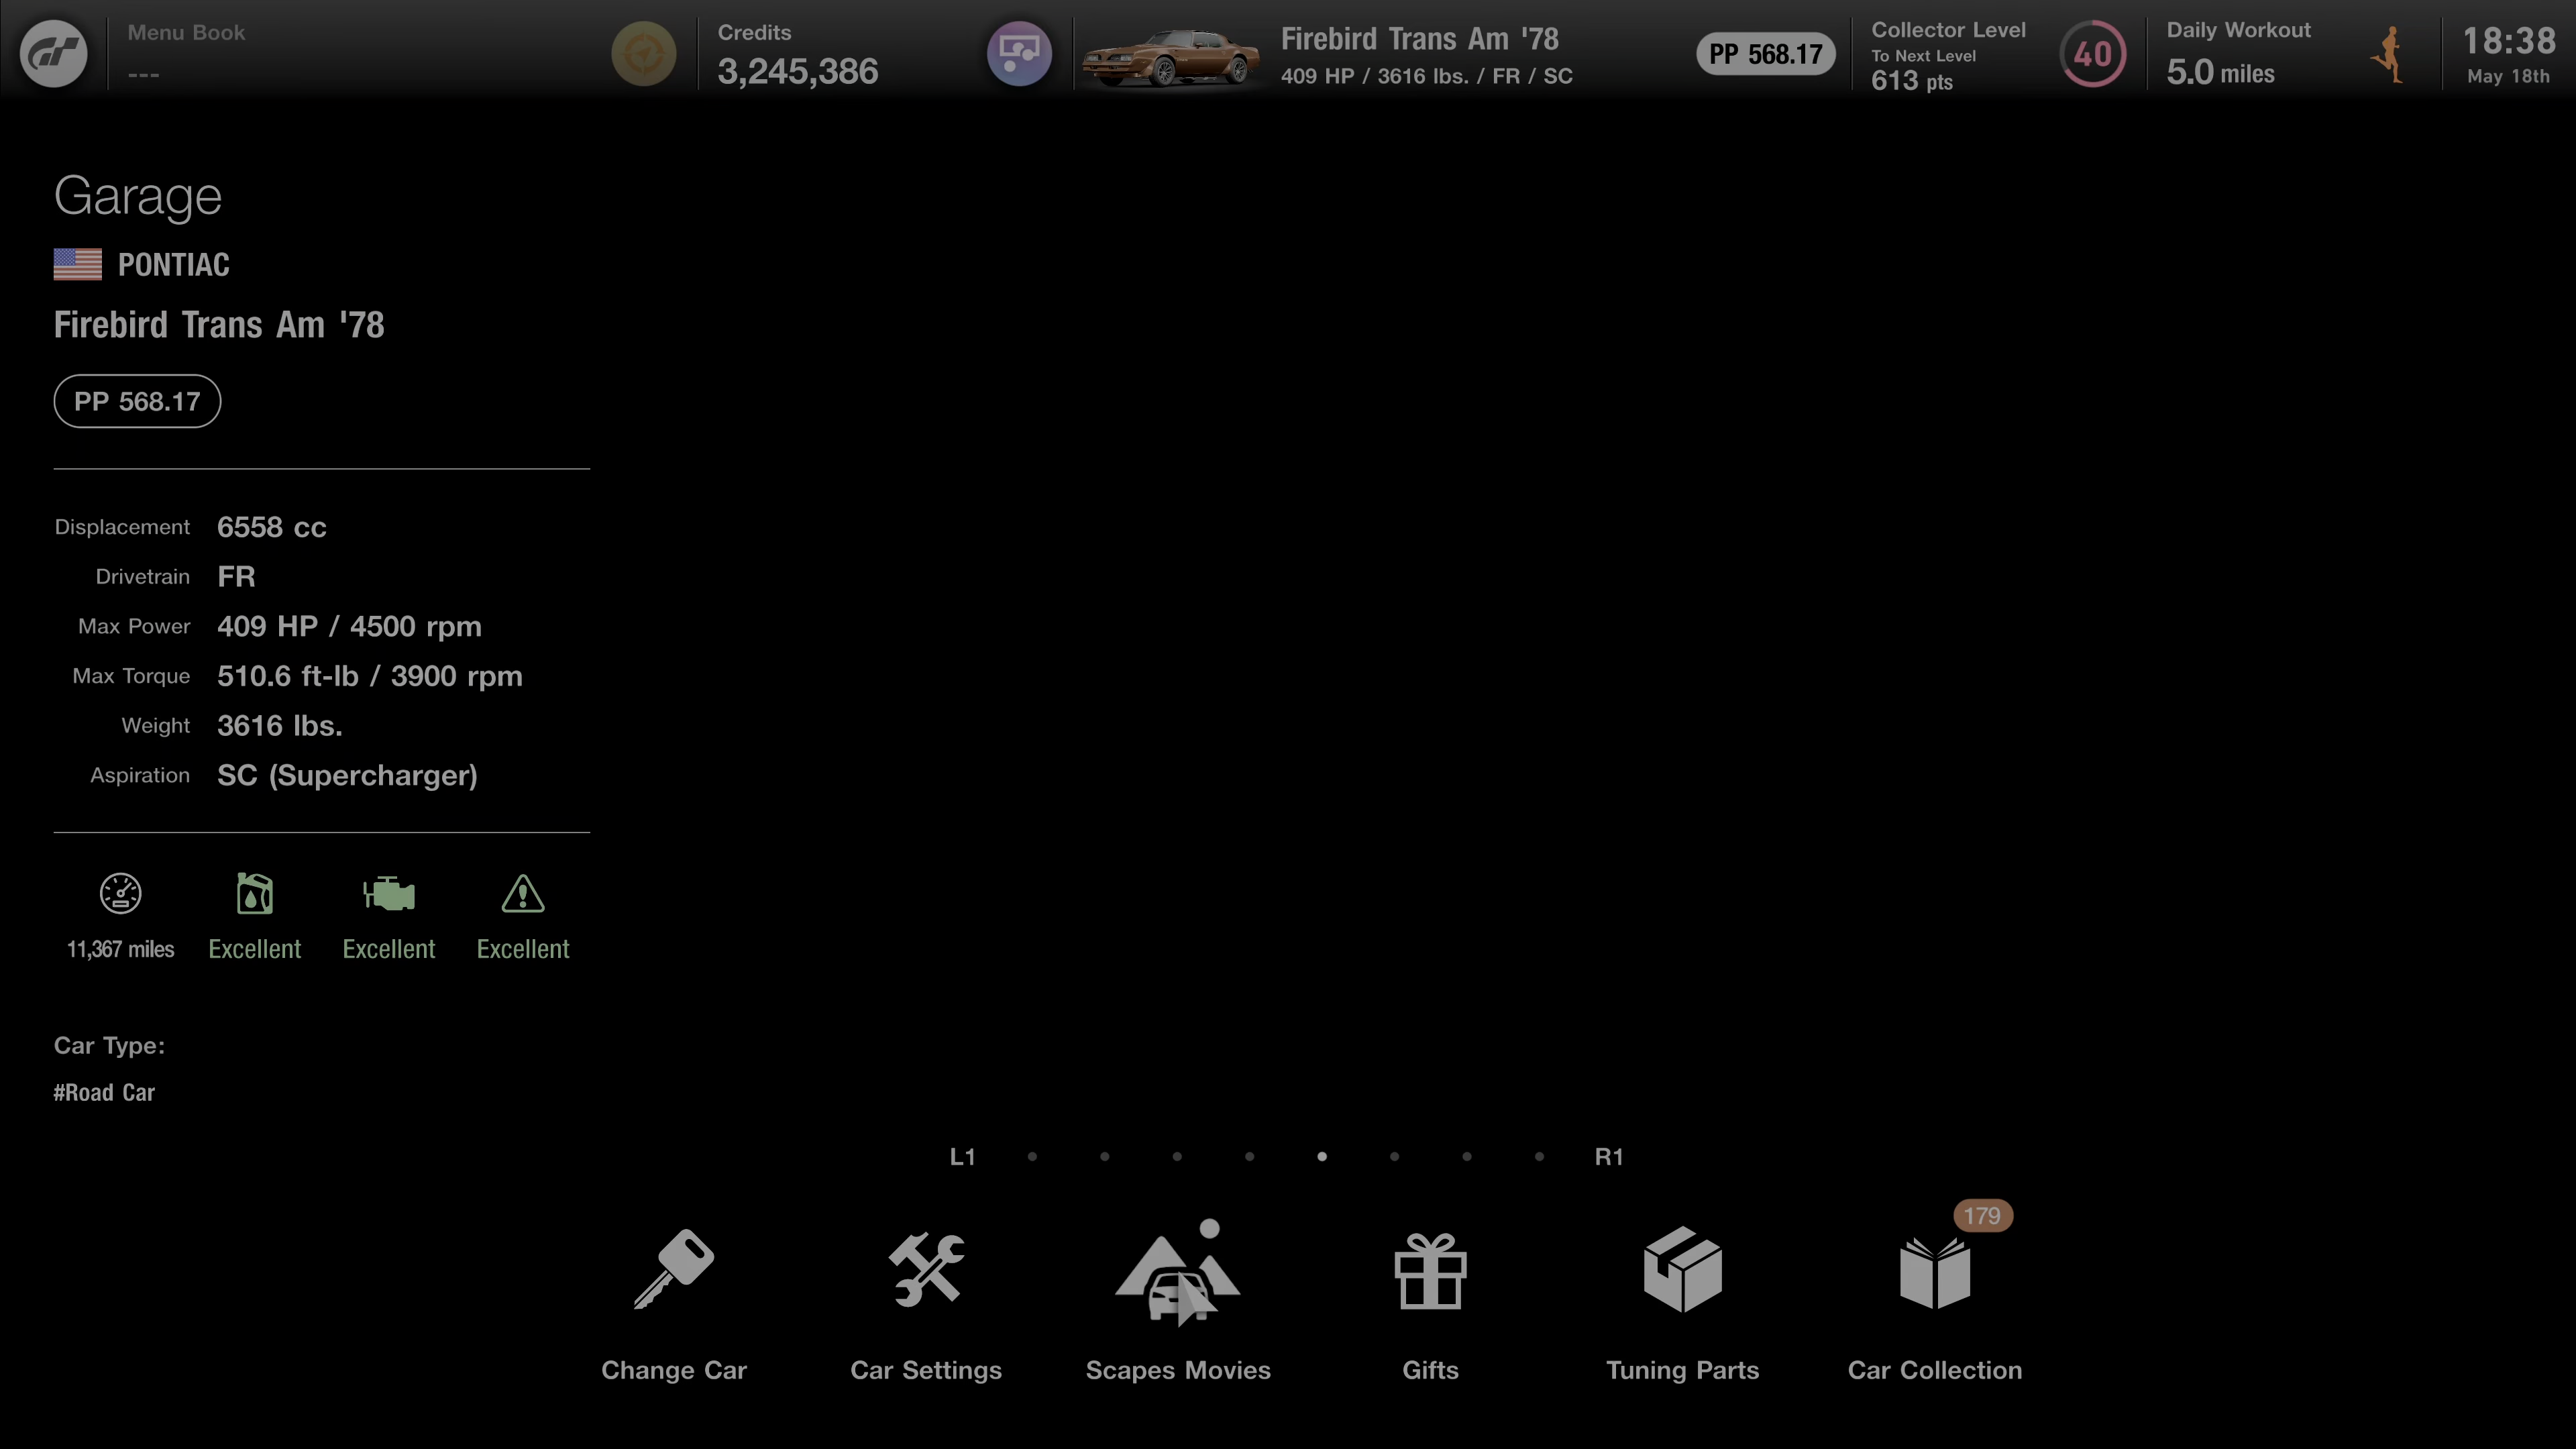 Menu Book
---
Credits
3,245,386
Firebird Trans Am '78
409 HP / 3616 lbs. / FR / SC
PP 568.17
Collector Level
To Next Level
613 pts
40
Daily Workout
5.0 miles
18:38
May 18th
Garage
PONTIAC
Firebird Trans Am '78
PP 568.17
Displacement 6558 cc
Drivetrain FR
Max Power 409 HP / 4500 rpm
Max Torque 510.6 ft-lb / 3900 rpm
Weight 3616 lbs.
Aspiration SC (Supercharger)
11,367 miles Excellent Excellent Excellent
Car Type:
#Road Car
L1 R1
179
Change Car Car Settings Scapes Movies Gifts Tuning Parts Car Collection